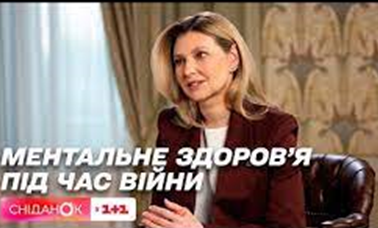 МЕНТАЛЬНЕ ЗДОРОВ'Я
ПІД ЧАС ВІЙНИ
СНІДАНОК 1+1